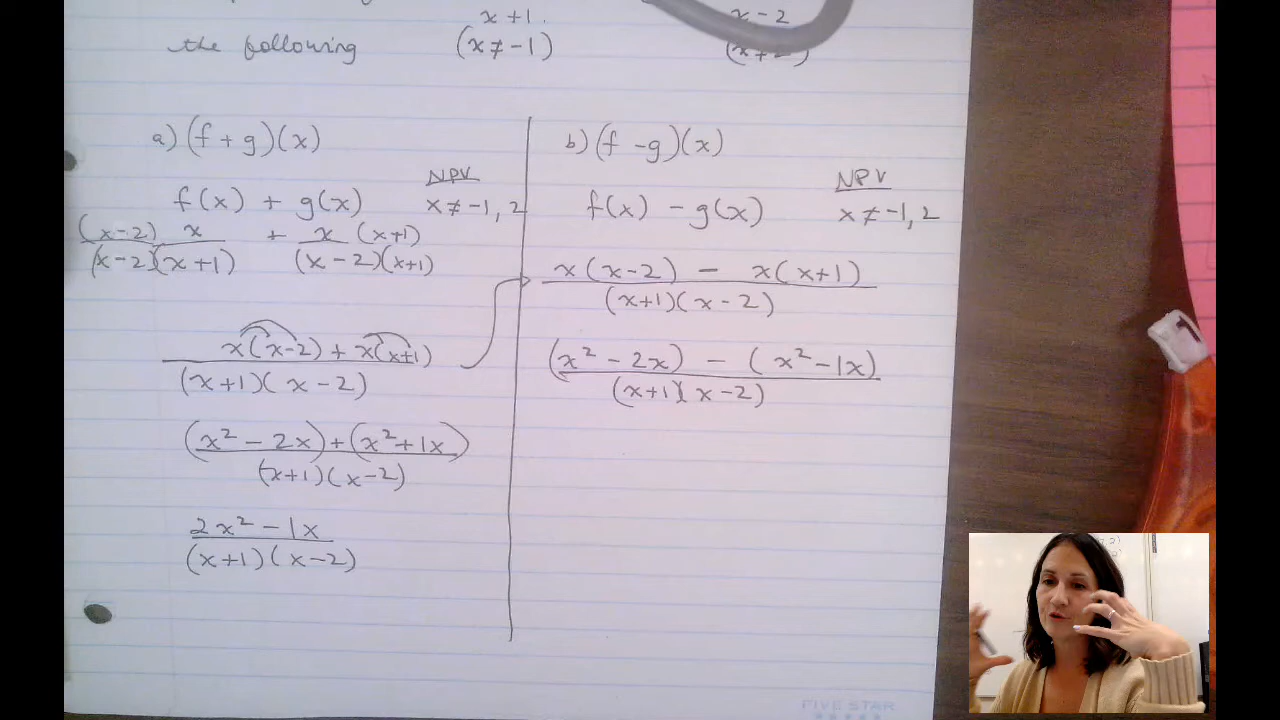 x + 1
x - 2
the following
(x ≠ -1)
a) (f + g)(x)
f(x) + g(x)
NPV
x ≠ -1, 2
(x-2) x + x (x+1)
(x-2)(x+1) (x-2)(x+1)
x(x-2) + x(x+1)
(x+1)(x-2)
(x² - 2x) + (x² + 1x)
(x+1)(x-2)
2x² - 1x
(x+1)(x-2)
b) (f - g)(x)
f(x) - g(x)
NPV
x ≠ -1, 2
x(x-2) - x(x+1)
(x+1)(x-2)
(x² - 2x) - (x² - 1x)
(x+1)(x-2)
FIVE STAR